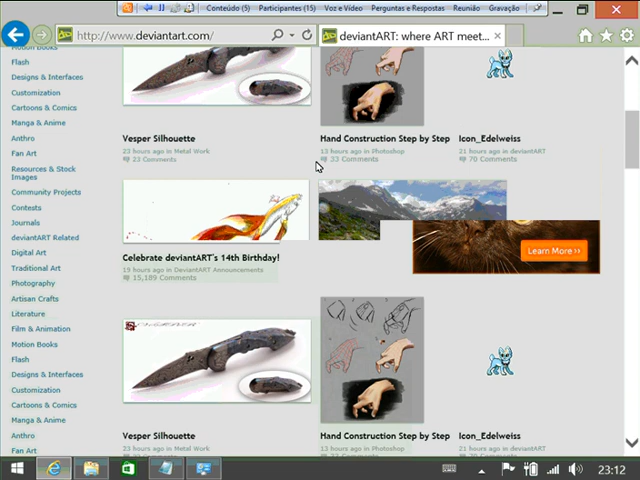 Conteúdo (5) Participantes (15) Voz e Vídeo Perguntas e Respostas Reunião Gravação
http://www.deviantart.com/ deviantART: where ART meet...
Motion Books
Flash
Designs & Interfaces
Customization
Cartoons & Comics
Manga & Anime
Anthro
Fan Art
Resources & Stock
Images
Community Projects
Contests
Journals
deviantART Related
Digital Art
Traditional Art
Photography
Artisan Crafts
Literature
Film & Animation
Motion Books
Flash
Designs & Interfaces
Customization
Cartoons & Comics
Manga & Anime
Anthro
Fan Art
Vesper Silhouette
23 hours ago in Metal Work
23 Comments
Hand Construction Step by Step
13 hours ago in Photoshop
33 Comments
Icon_Edelweiss
21 hours ago in deviantART
70 Comments
Learn More >>
Celebrate deviantART's 14th Birthday!
19 hours ago in DeviantART Announcements
15,189 Comments
Vesper Silhouette
23 hours ago in Metal Work
Hand Construction Step by Step
13 hours ago in Photoshop
Icon_Edelweiss
21 hours ago in deviantART
23:12